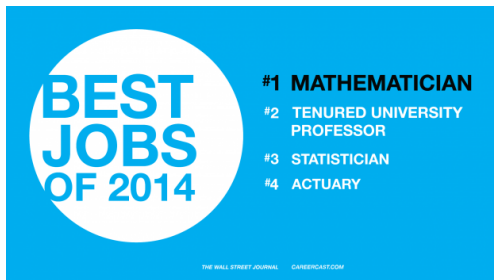 BEST
JOBS
OF 2014
#1 MATHEMATICIAN
#2 TENURED UNIVERSITY
PROFESSOR
#3 STATISTICIAN
#4 ACTUARY
THE WALL STREET JOURNAL CAREERCAST.COM